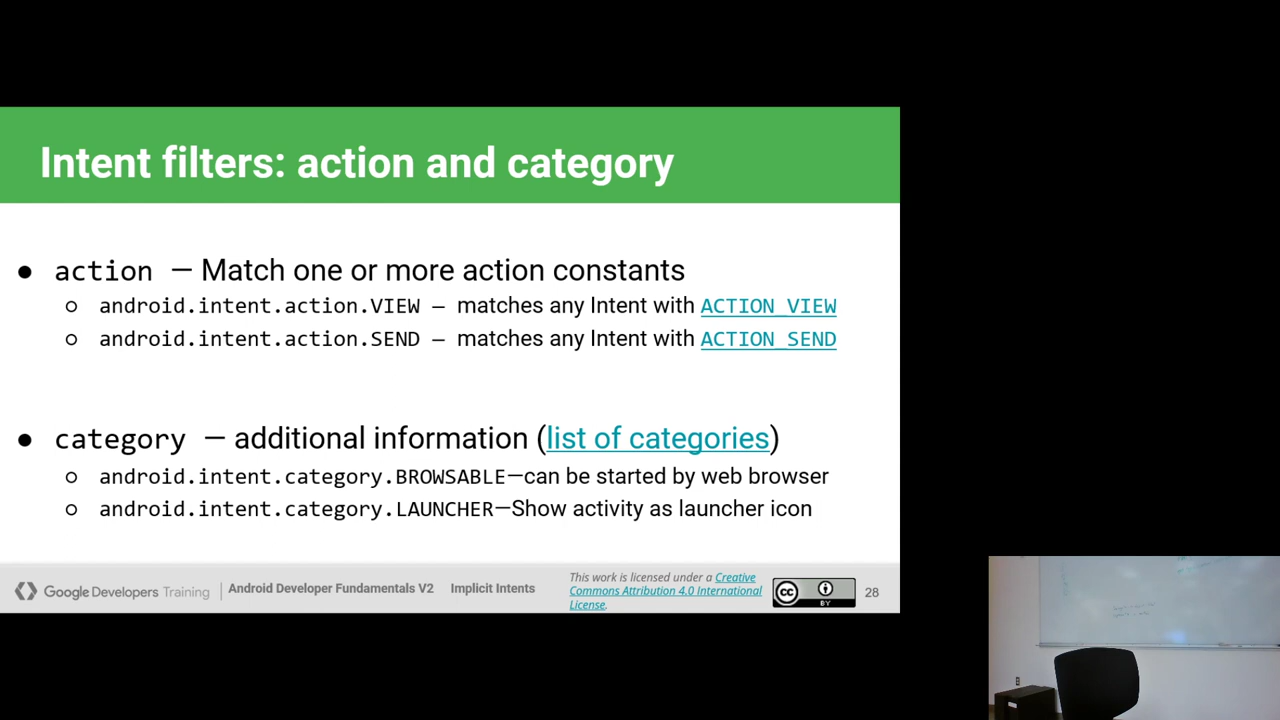 Intent filters: action and category
● action — Match one or more action constants
○ android.intent.action.VIEW — matches any Intent with ACTION_VIEW
○ android.intent.action.SEND — matches any Intent with ACTION_SEND
● category — additional information (list of categories)
○ android.intent.category.BROWSABLE—can be started by web browser
○ android.intent.category.LAUNCHER—Show activity as launcher icon
Google Developers Training
Android Developer Fundamentals V2
Implicit Intents
This work is licensed under a Creative
Commons Attribution 4.0 International
License.
cc
BY
28